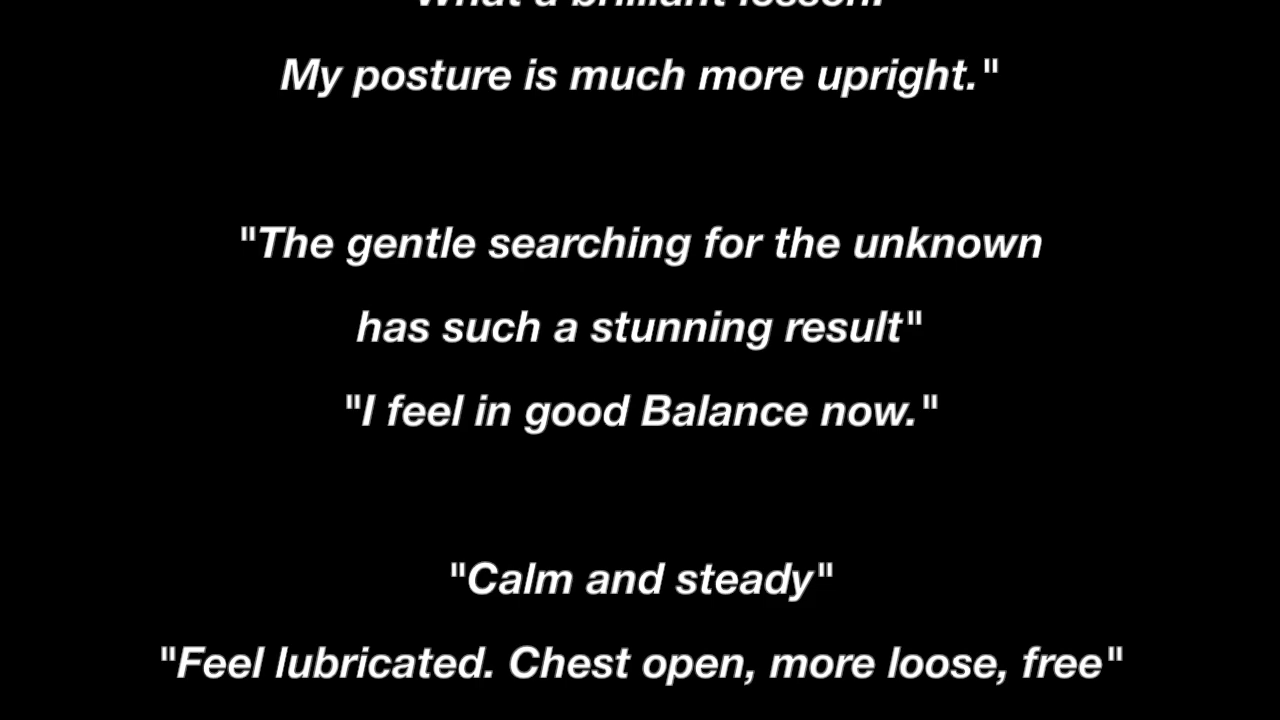 "What a brilliant lesson.
My posture is much more upright."
"The gentle searching for the unknown
has such a stunning result"
"I feel in good Balance now."
"Calm and steady"
"Feel lubricated. Chest open, more loose, free"